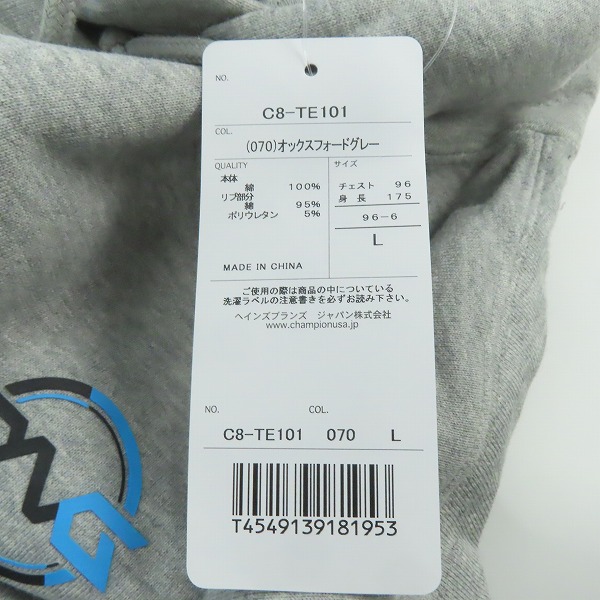 NO.
C8-TE101
COL.
(070)オックスフォードグレー
QUALITY
本体
綿 100%
リブ部分
綿 95%
ポリウレタン 5%
MADE IN CHINA
サイズ
チェスト 96
身長 175
96-6
L
ご使用の際は商品の中についている
洗濯ラベルの注意書きを必ずお読み下さい。
ヘインズブランズ ジャパン株式会社
www.championusa.jp
NO. COL.
C8-TE101 070 L
T4549139181953